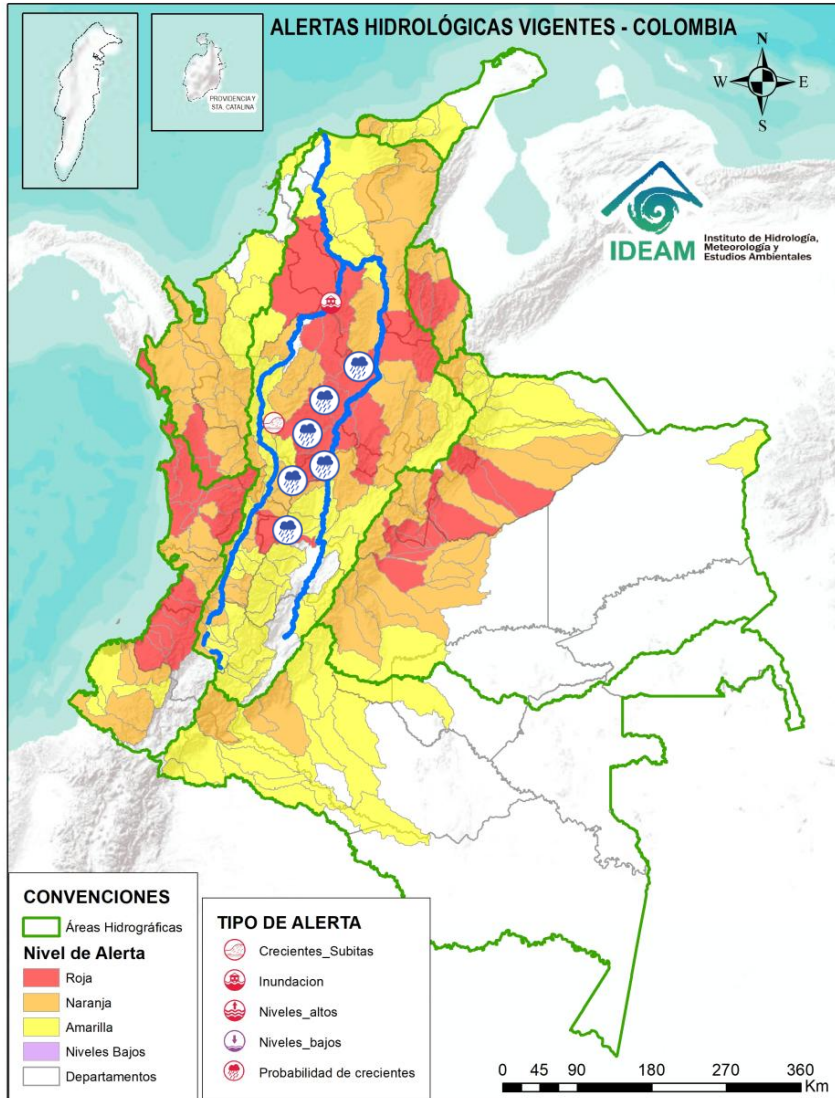 ALERTAS HIDROLÓGICAS VIGENTES - COLOMBIA
PROVIDENCIA Y
STA. CATALINA
N
W
E
S
IDEAM
Instituto de Hidrología,
Meteorología y
Estudios Ambientales
CONVENCIONES
Áreas Hidrográficas
Nivel de Alerta
Roja
Naranja
Amarilla
Niveles Bajos
Departamentos
TIPO DE ALERTA
Crecientes_Subitas
Inundacion
Niveles_altos
Niveles_bajos
Probabilidad de crecientes
0 45 90 180 270 360
Km